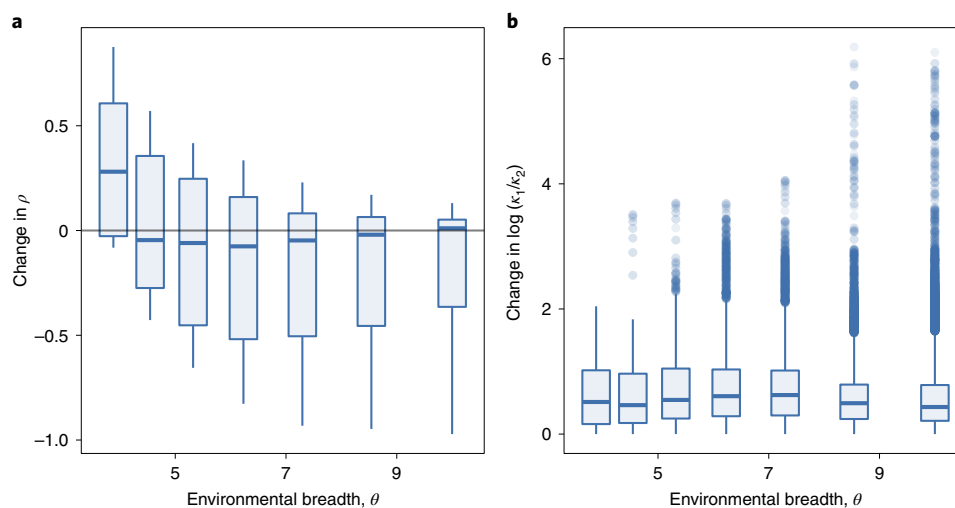 a
Change in ρ
0.5
0
–0.5
–1.0
5
7
9
Environmental breadth, θ
b
Change in log (κ1/κ2)
6
4
2
0
5
7
9
Environmental breadth, θ